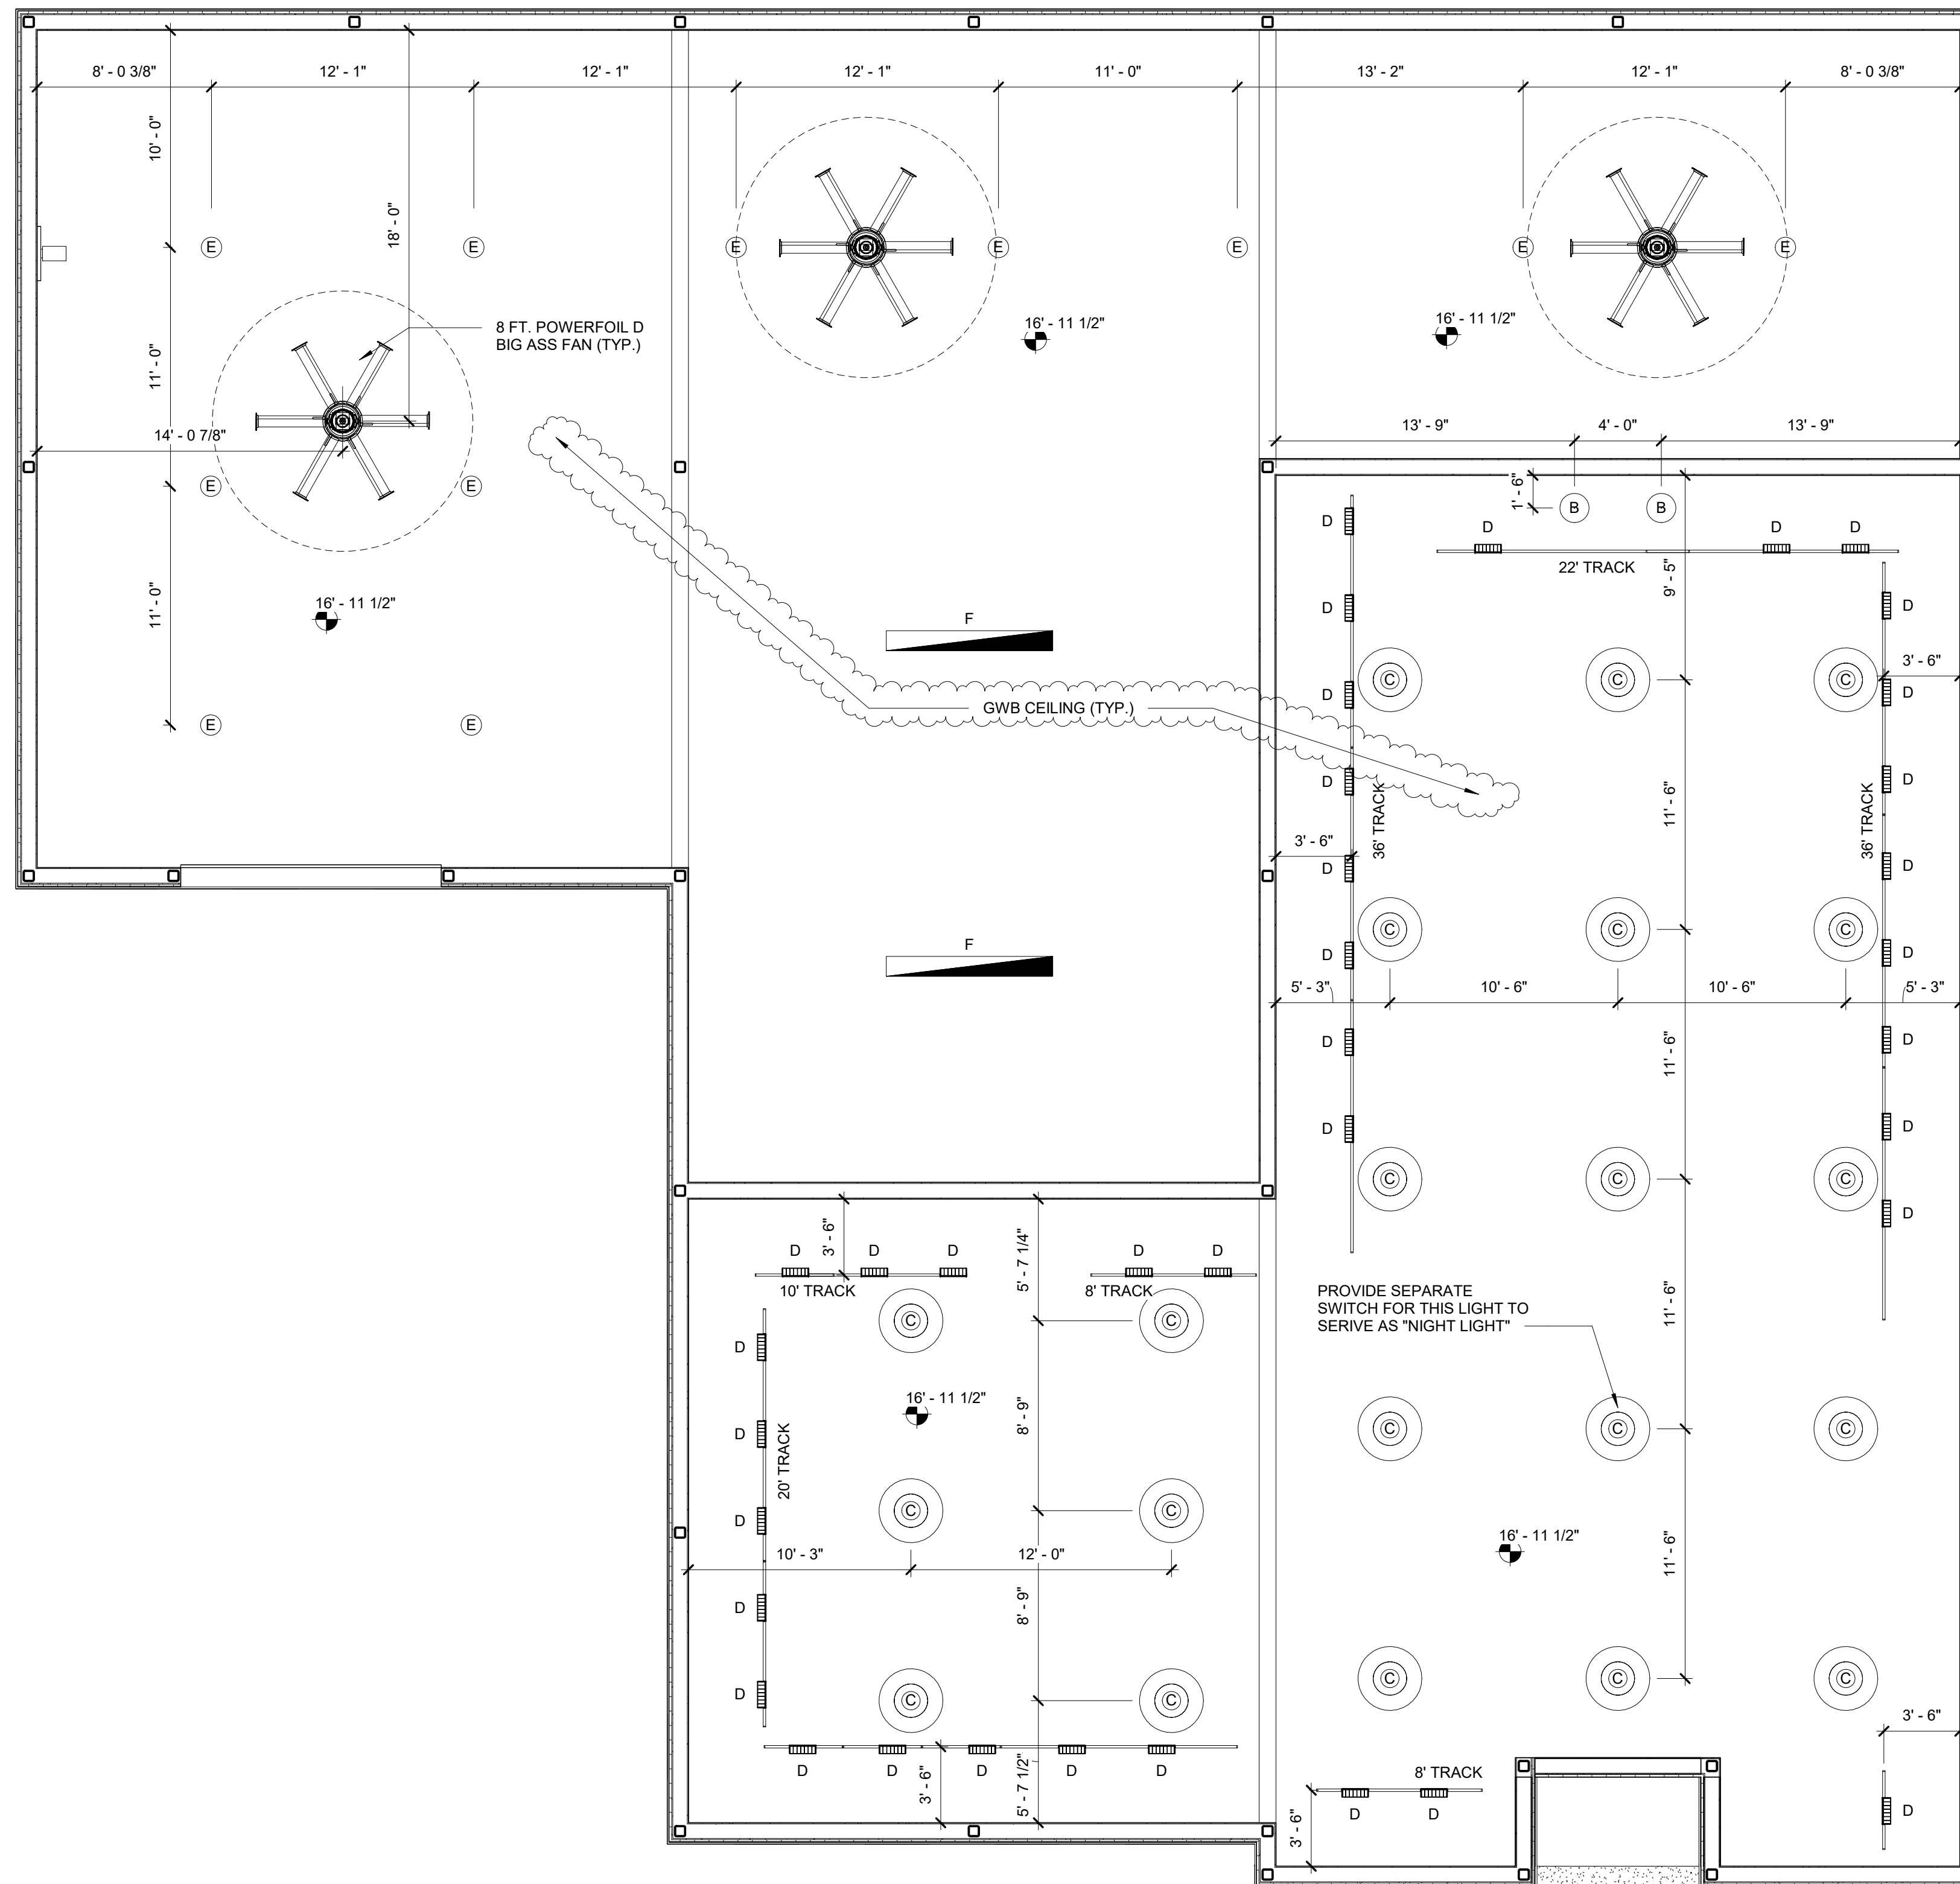 8' - 0 3/8"
12' - 1"
12' - 1"
12' - 1"
11' - 0"
13' - 2"
12' - 1"
8' - 0 3/8"
10' - 0"
18' - 0"
E
E
E
E
E
E
E
8 FT. POWERFOIL D
BIG ASS FAN (TYP.)
16' - 11 1/2"
16' - 11 1/2"
11' - 0"
14' - 0 7/8"
13' - 9"
4' - 0"
13' - 9"
E
E
1' - 6"
B
B
D
D
D
D
22' TRACK
9' - 5"
11' - 0"
16' - 11 1/2"
D
D
F
C
C
C
3' - 6"
D
D
E
E
GWB CEILING (TYP.)
D
D
36' TRACK
11' - 6"
36' TRACK
3' - 6"
D
D
C
C
C
F
D
D
5' - 3"
10' - 6"
10' - 6"
5' - 3"
D
11' - 6"
D
D
D
C
C
C
D
3' - 6"
5' - 7 1/4"
D
D
D
D
D
10' TRACK
8' TRACK
PROVIDE SEPARATE
SWITCH FOR THIS LIGHT TO
SERIVE AS "NIGHT LIGHT"
11' - 6"
C
C
D
16' - 11 1/2"
8' - 9"
D
20' TRACK
C
C
C
C
C
D
16' - 11 1/2"
11' - 6"
10' - 3"
12' - 0"
8' - 9"
D
D
C
C
C
C
C
3' - 6"
D
D
D
D
D
3' - 6"
5' - 7 1/2"
8' TRACK
D
D
D
3' - 6"